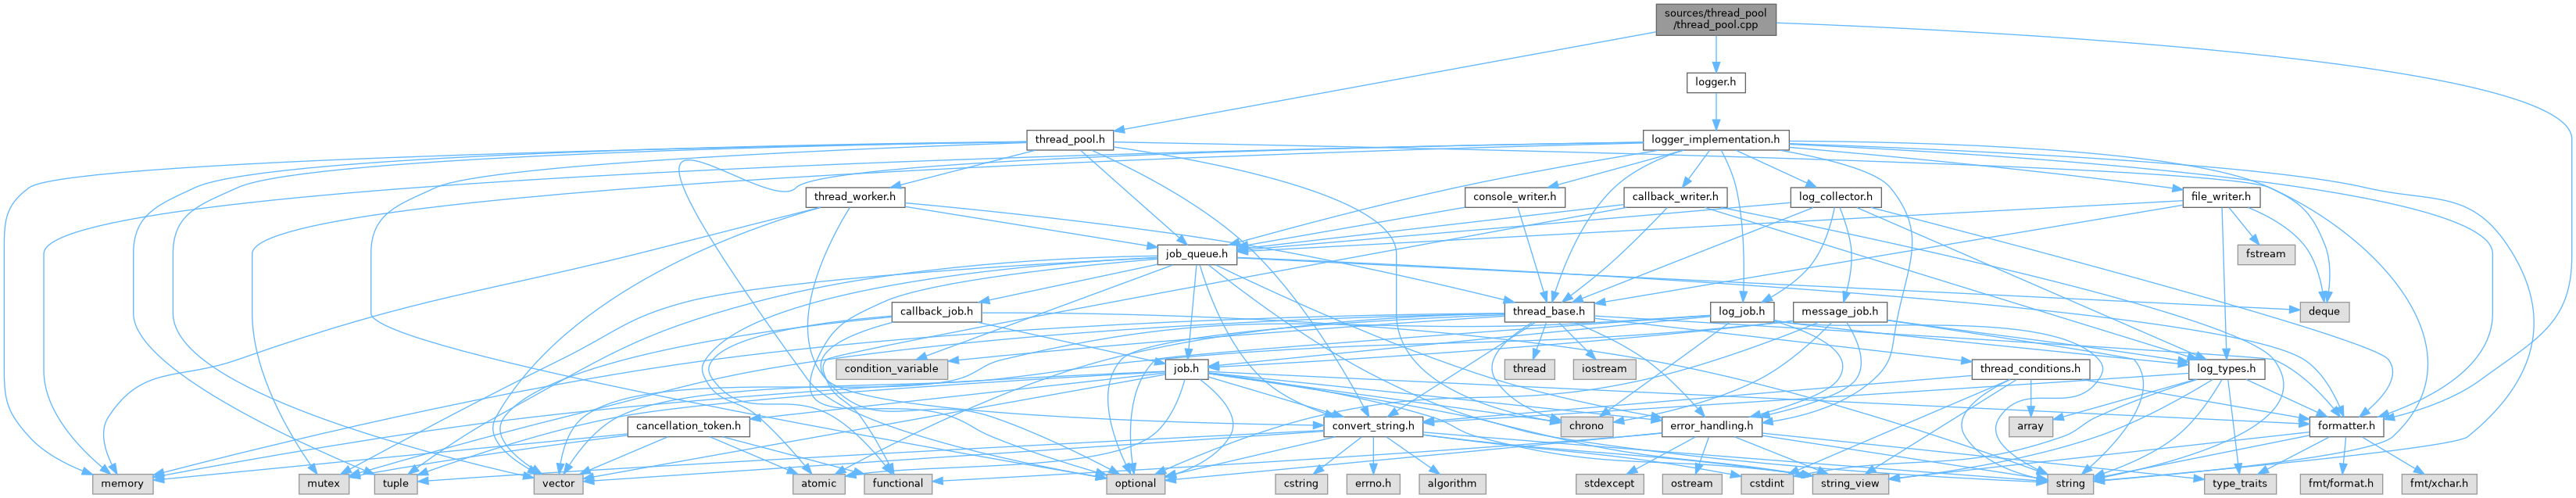 sources/thread_pool
/thread_pool.cpp
logger.h
thread_pool.h
logger_implementation.h
thread_worker.h
console_writer.h
callback_writer.h
log_collector.h
file_writer.h
job_queue.h
fstream
callback_job.h
thread_base.h
log_job.h
message_job.h
deque
condition_variable
job.h
thread
iostream
thread_conditions.h
log_types.h
cancellation_token.h
convert_string.h
chrono
error_handling.h
array
formatter.h
memory
mutex
tuple
vector
atomic
functional
optional
cstring
errno.h
algorithm
stdexcept
ostream
cstdint
string_view
string
type_traits
fmt/format.h
fmt/xchar.h